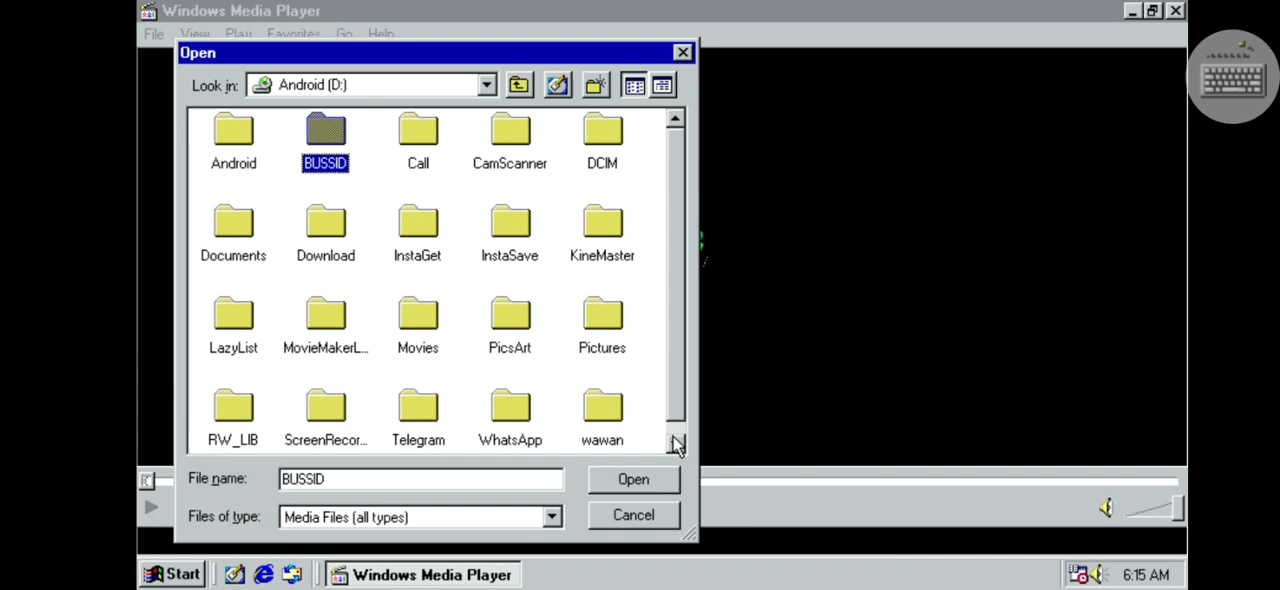 Windows Media Player
File View Play Favorites Go Help
Open
Look in: Android (D:)
Android BUSSID Call CamScanner DCIM
Documents Download InstaGet InstaSave KineMaster
LazyList MovieMakerL... Movies PicsArt Pictures
RW_LIB ScreenRecor... Telegram WhatsApp wawan
File name: BUSSID Open
Files of type: Media Files (all types) Cancel
Start Windows Media Player 6:15 AM